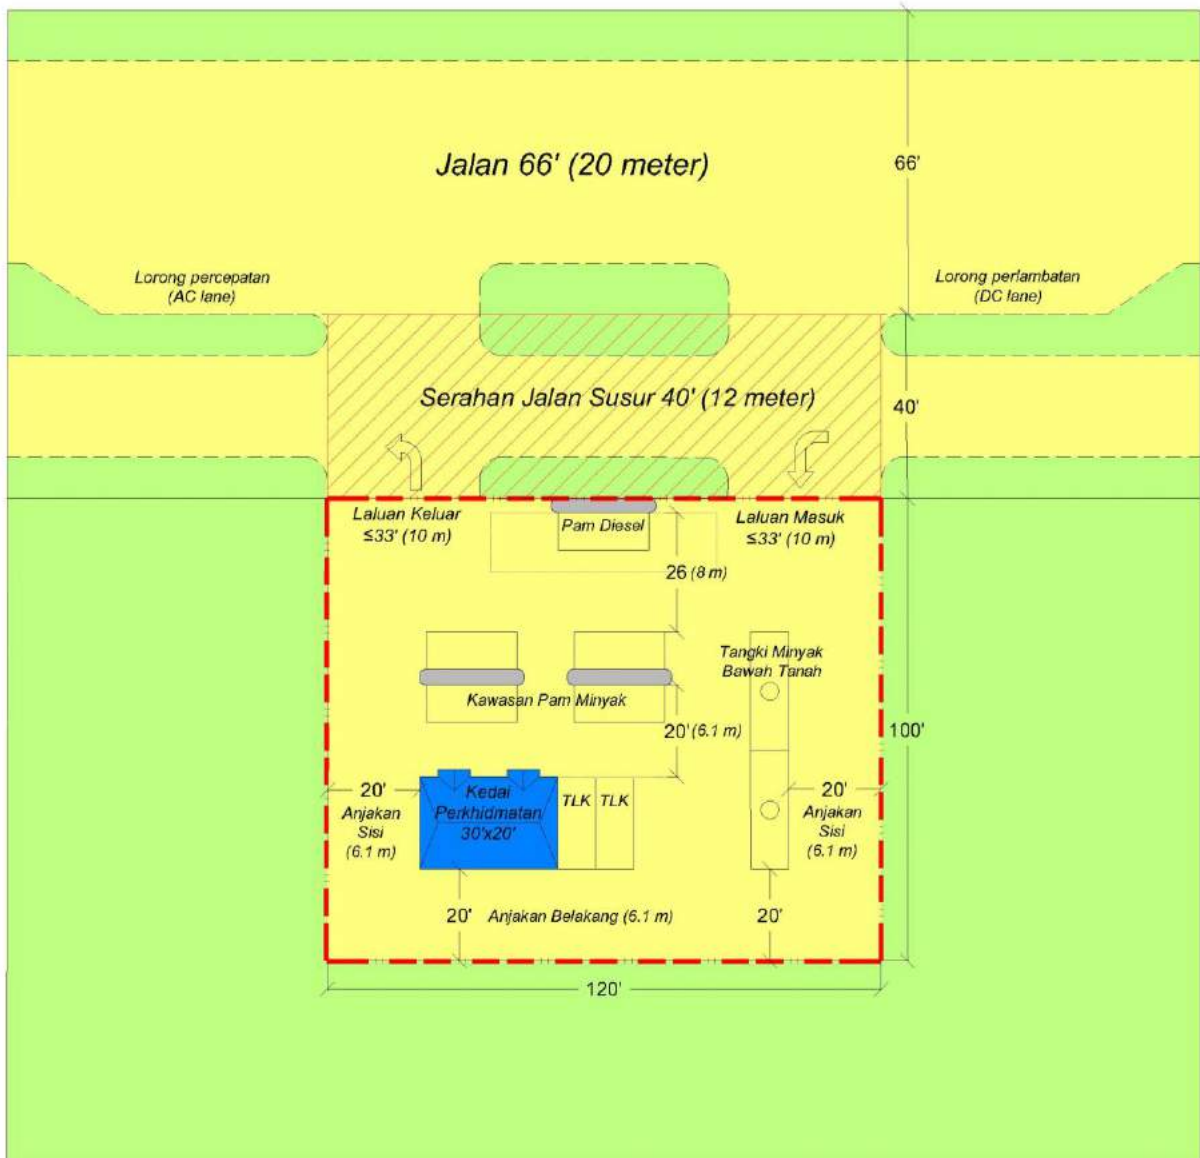 Jalan 66' (20 meter)
66'
Lorong percepatan
(AC lane)
Lorong perlambatan
(DC lane)
Serahan Jalan Susur 40' (12 meter)
40'
Laluan Keluar
≤33' (10 m)
Pam Diesel
Laluan Masuk
≤33' (10 m)
26 (8 m)
Tangki Minyak
Bawah Tanah
Kawasan Pam Minyak
20' (6.1 m)
100'
20'
Anjakan
Sisi
(6.1 m)
Kedai
Perkhidmatan
30'x20'
TLK
TLK
20'
Anjakan
Sisi
(6.1 m)
20'
Anjakan Belakang (6.1 m)
20'
120'